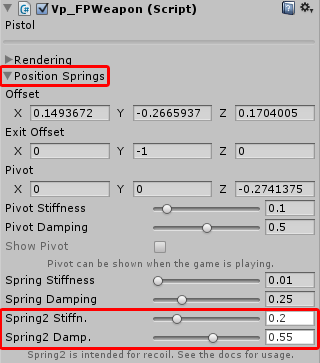 Vp_FPWeapon (Script)
Pistol
Rendering
Position Springs
Offset
X 0.1493672 Y -0.2665937 Z 0.1704005
Exit Offset
X 0 Y -1 Z 0
Pivot
X 0 Y 0 Z -0.2741375
Pivot Stiffness 0.1
Pivot Damping 0.5
Show Pivot
Pivot can be shown when the game is playing.
Spring Stiffness 0.01
Spring Damping 0.25
Spring2 Stiffn. 0.2
Spring2 Damp. 0.55
Spring2 is intended for recoil. See the docs for usage.